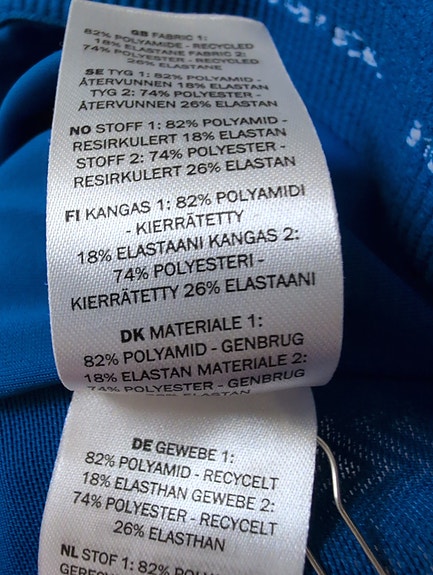 GB FABRIC 1:
82% POLYAMIDE - RECYCLED
18% ELASTANE FABRIC 2:
74% POLYESTER - RECYCLED
26% ELASTANE
SE TYG 1: 82% POLYAMID -
ÅTERVUNNEN 18% ELASTAN
TYG 2: 74% POLYESTER -
ÅTERVUNNEN 26% ELASTAN
NO STOFF 1: 82% POLYAMID -
RESIRKULERT 18% ELASTAN
STOFF 2: 74% POLYESTER -
RESIRKULERT 26% ELASTAN
FI KANGAS 1: 82% POLYAMIDI
- KIERRÄTETTY
18% ELASTAANI KANGAS 2:
74% POLYESTERI -
KIERRÄTETTY 26% ELASTAANI
DK MATERIALE 1:
82% POLYAMID - GENBRUG
18% ELASTAN MATERIALE 2:
74% POLYESTER - GENBRUG
ELASTAN
DE GEWEBE 1:
82% POLYAMID - RECYCELT
18% ELASTHAN GEWEBE 2:
74% POLYESTER - RECYCELT
26% ELASTHAN
NL STOF 1: 82%